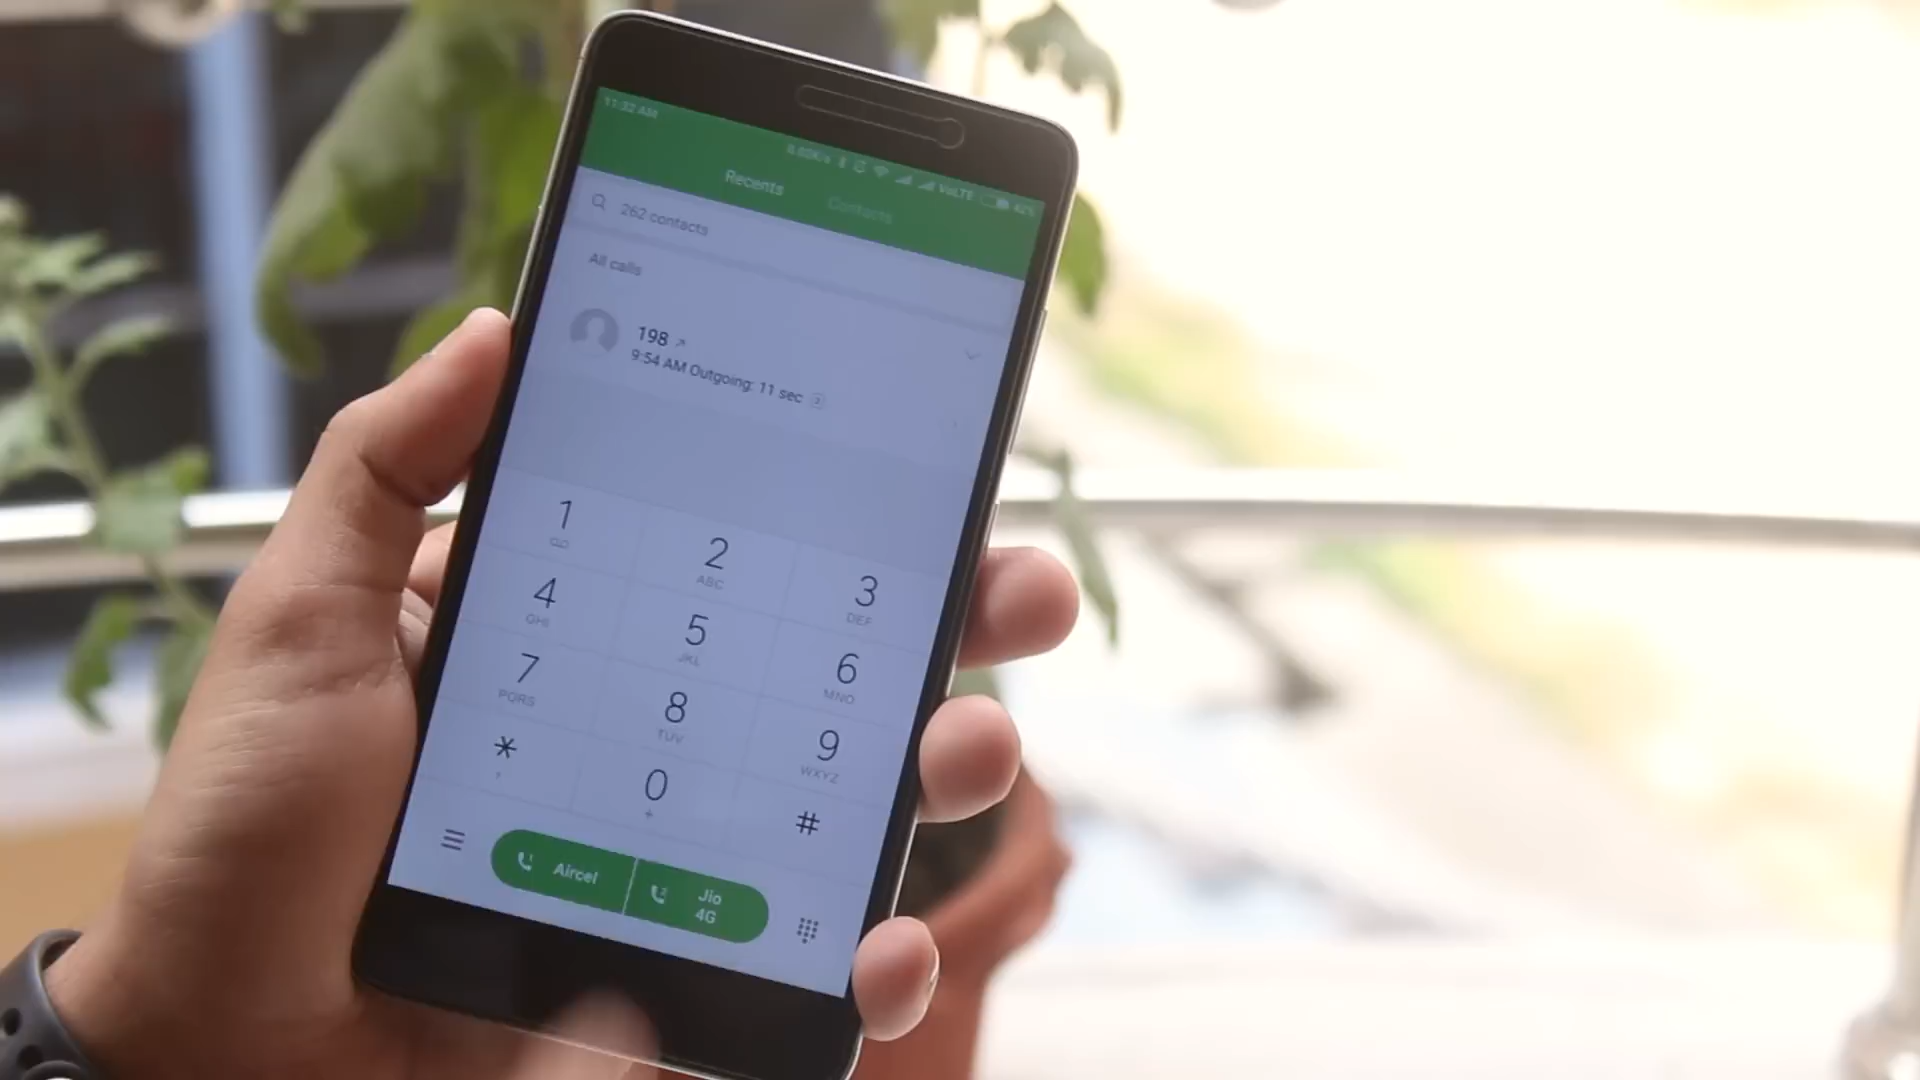 11:32 AM
VoLTE
Recents
Contacts
262 contacts
All calls
198
9:54 AM Outgoing: 11 sec
1
2
ABC
3
DEF
4
GHI
5
JKL
6
MNO
7
PQRS
8
TUV
9
WXYZ
*
,
0
+
#
1 Aircel
2 Jio
4G